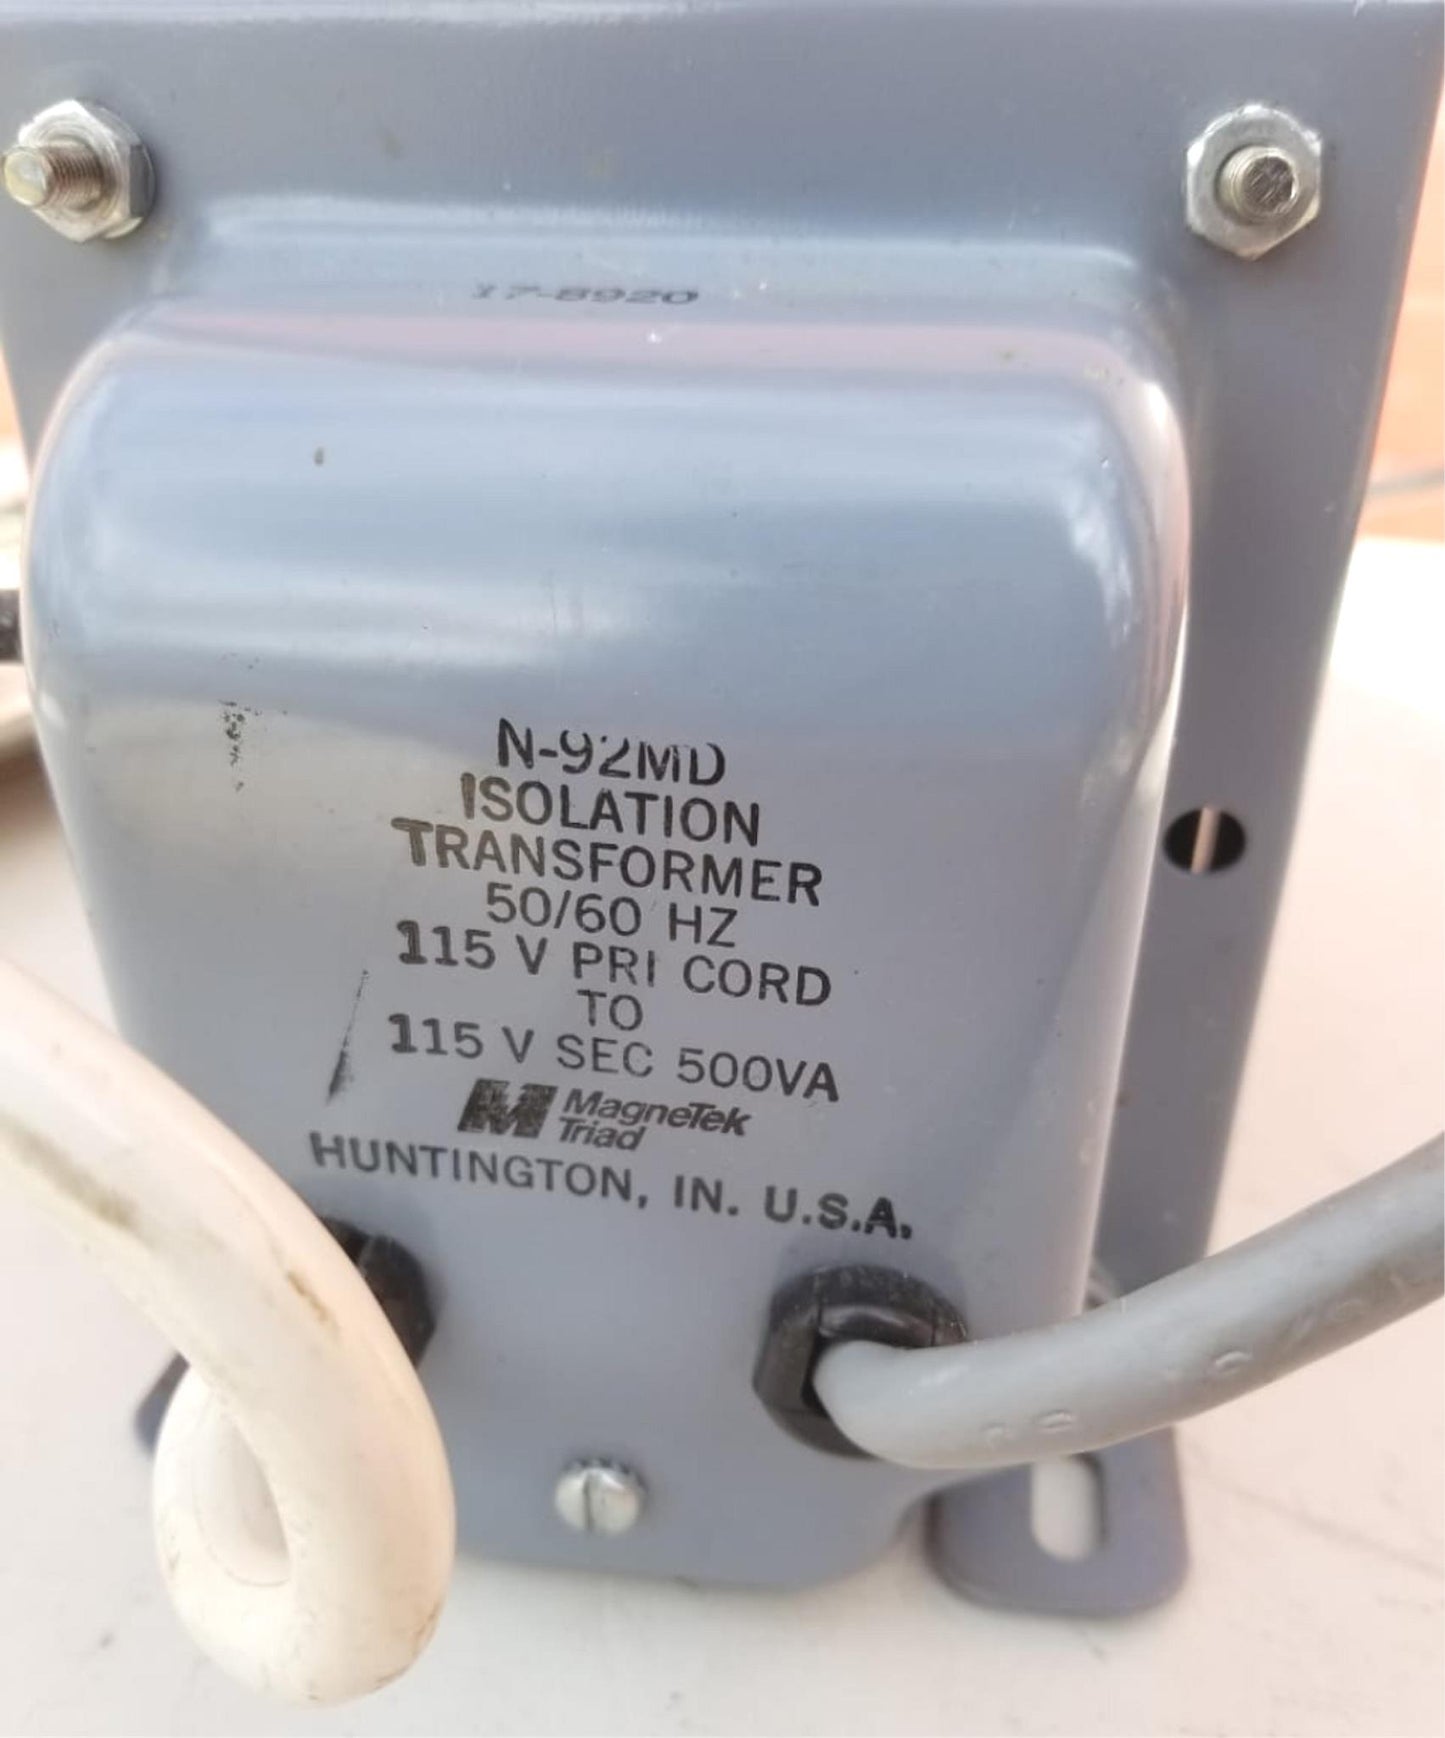 17-8920
N-92MD
ISOLATION
TRANSFORMER
50/60 HZ
115 V PRI CORD
TO
115 V SEC 500VA
M MagneTek
Triad
HUNTINGTON, IN. U.S.A.